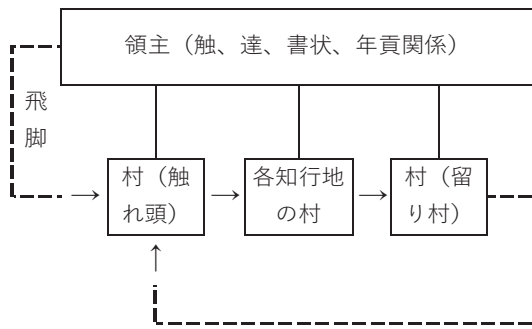 領主（触、達、書状、年貢関係）
飛
脚
→
村（触
れ頭）
→
各知行地
の村
→
村（留
り村）
↑